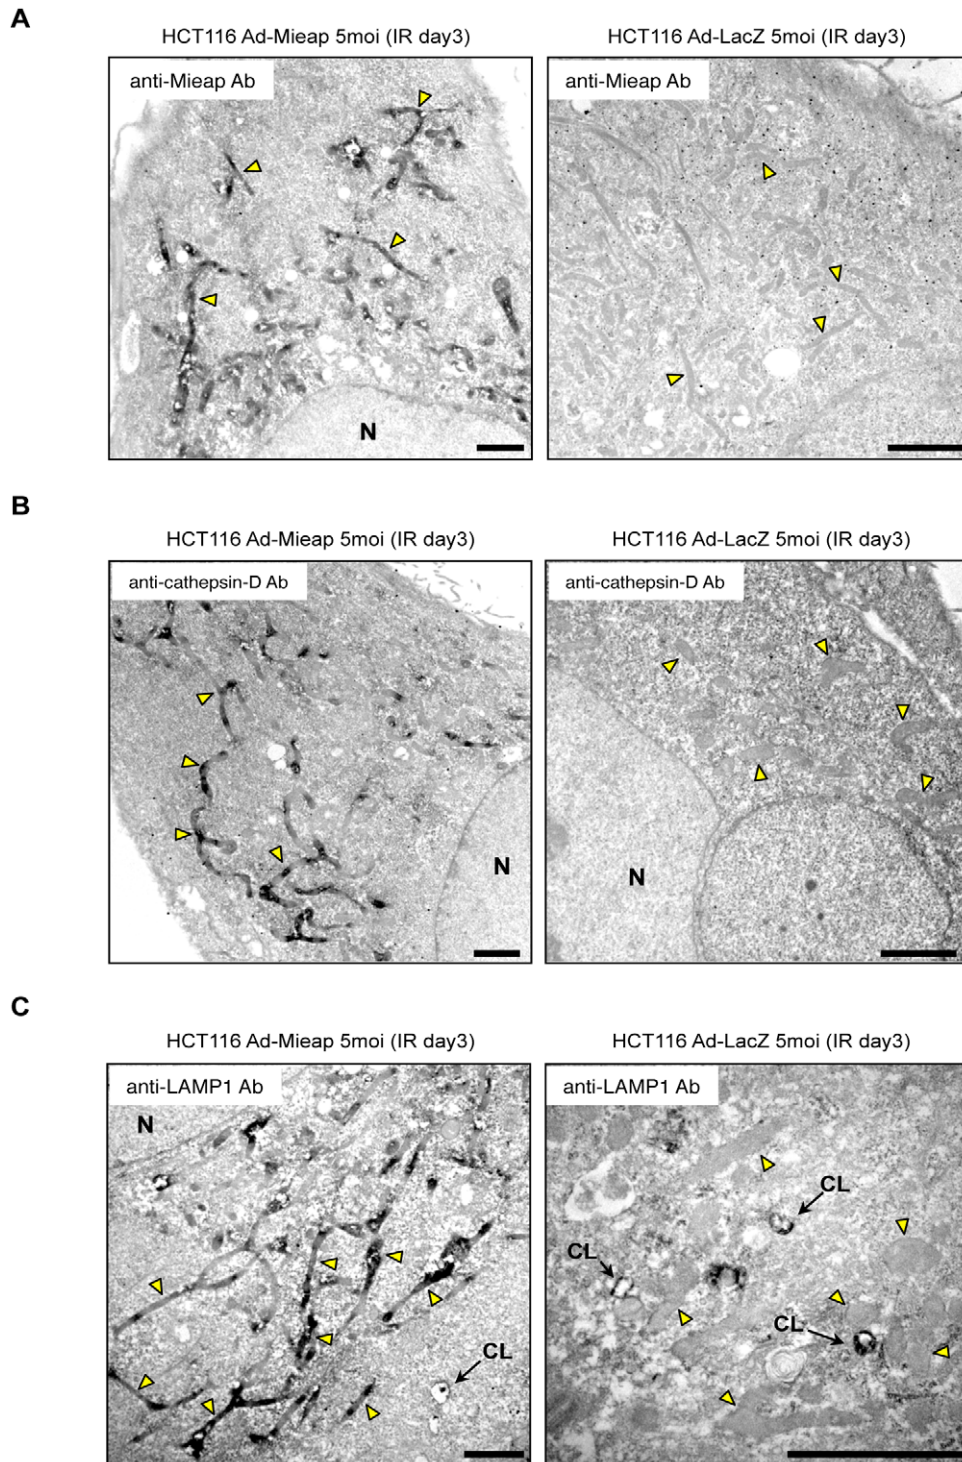 A
HCT116 Ad-Mieap 5moi (IR day3)
HCT116 Ad-LacZ 5moi (IR day3)
anti-Mieap Ab
anti-Mieap Ab
N
B
HCT116 Ad-Mieap 5moi (IR day3)
HCT116 Ad-LacZ 5moi (IR day3)
anti-cathepsin-D Ab
anti-cathepsin-D Ab
N
N
C
HCT116 Ad-Mieap 5moi (IR day3)
HCT116 Ad-LacZ 5moi (IR day3)
anti-LAMP1 Ab
anti-LAMP1 Ab
N
CL
CL
CL
CL